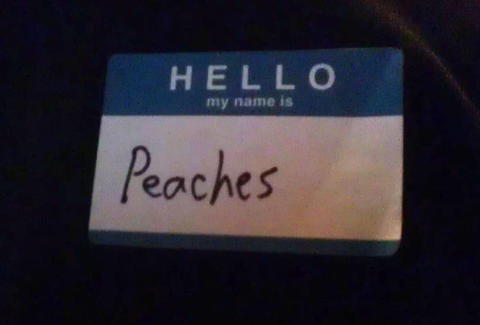 HELLO
my name is
Peaches